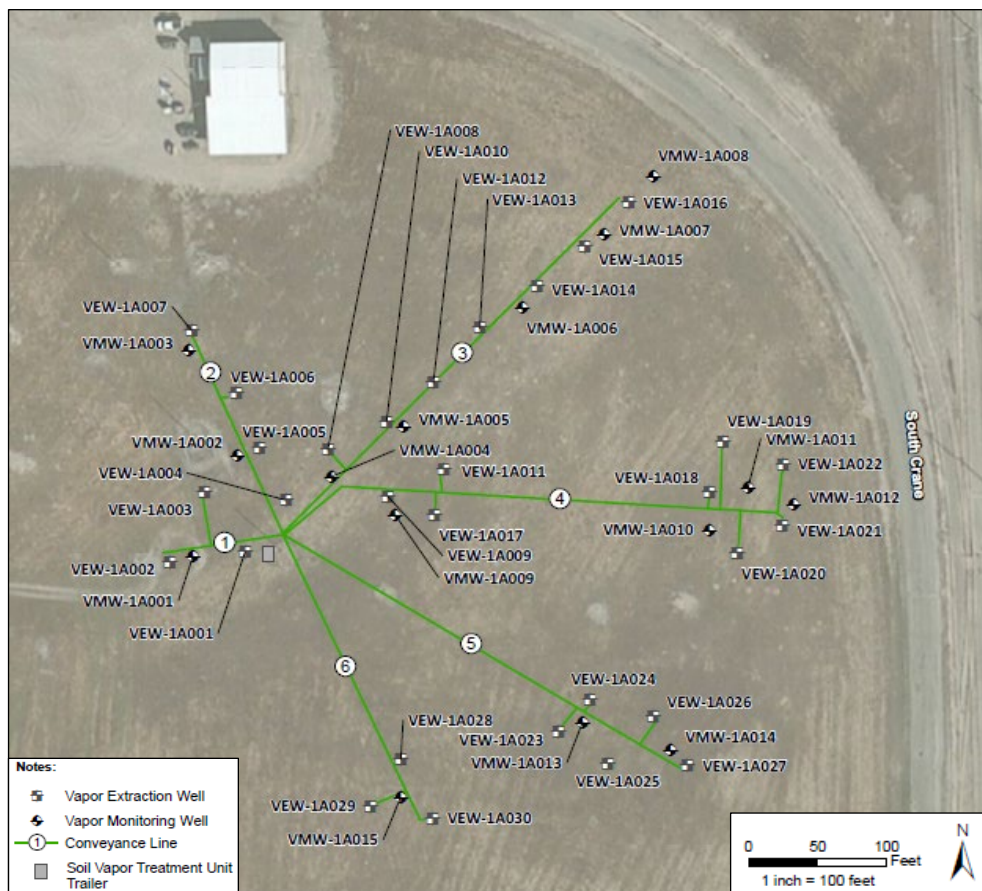 VEW-1A008
VEW-1A010
VMW-1A008
VEW-1A012
VEW-1A013
VEW-1A016
VMW-1A007
VEW-1A015
VEW-1A014
VEW-1A007
VMW-1A006
VMW-1A003
3
2
VEW-1A006
VEW-1A019
VMW-1A005
VEW-1A005
VMW-1A002
VMW-1A011
VMW-1A004
VEW-1A022
VEW-1A004
VEW-1A011
VEW-1A018
4
VMW-1A012
VEW-1A003
South Crane
VEW-1A021
VMW-1A010
VEW-1A017
1
VEW-1A009
VEW-1A002
VEW-1A020
VMW-1A009
VMW-1A001
VEW-1A001
5
6
VEW-1A024
VEW-1A026
VEW-1A028
VEW-1A023
VMW-1A014
VMW-1A013
VEW-1A027
VEW-1A025
VEW-1A029
VEW-1A030
VMW-1A015
Notes:
Vapor Extraction Well
Vapor Monitoring Well
1 Conveyance Line
Soil Vapor Treatment Unit
Trailer
N
0 50 100
Feet
1 inch = 100 feet